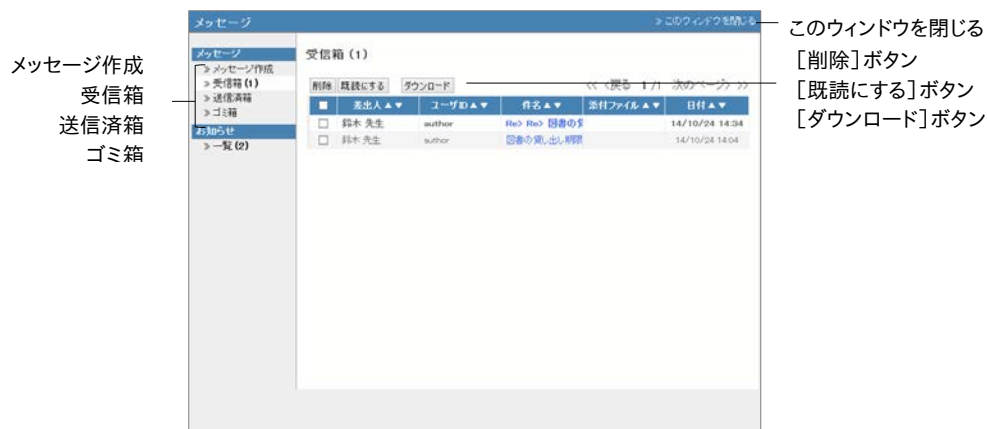 メッセージ
≫このウィンドウを閉じる
このウィンドウを閉じる
メッセージ作成
受信箱
送信済箱
ゴミ箱
メッセージ
≫メッセージ作成
≫受信箱(1)
≫送信済箱
≫ゴミ箱
お知らせ
≫一覧(2)
受信箱 (1)
削除 既読にする ダウンロード
<< <戻る 1 /1 次のページ> >>
[削除]ボタン
[既読にする]ボタン
[ダウンロード]ボタン
差出人▲▼ ユーザID▲▼ 件名▲▼ 添付ファイル▲▼ 日付▲▼
鈴木 先生 author Re> Re> 図書の 14/10/24 14:34
鈴木 先生 author 図書の貸し出し期限 14/10/24 14:04